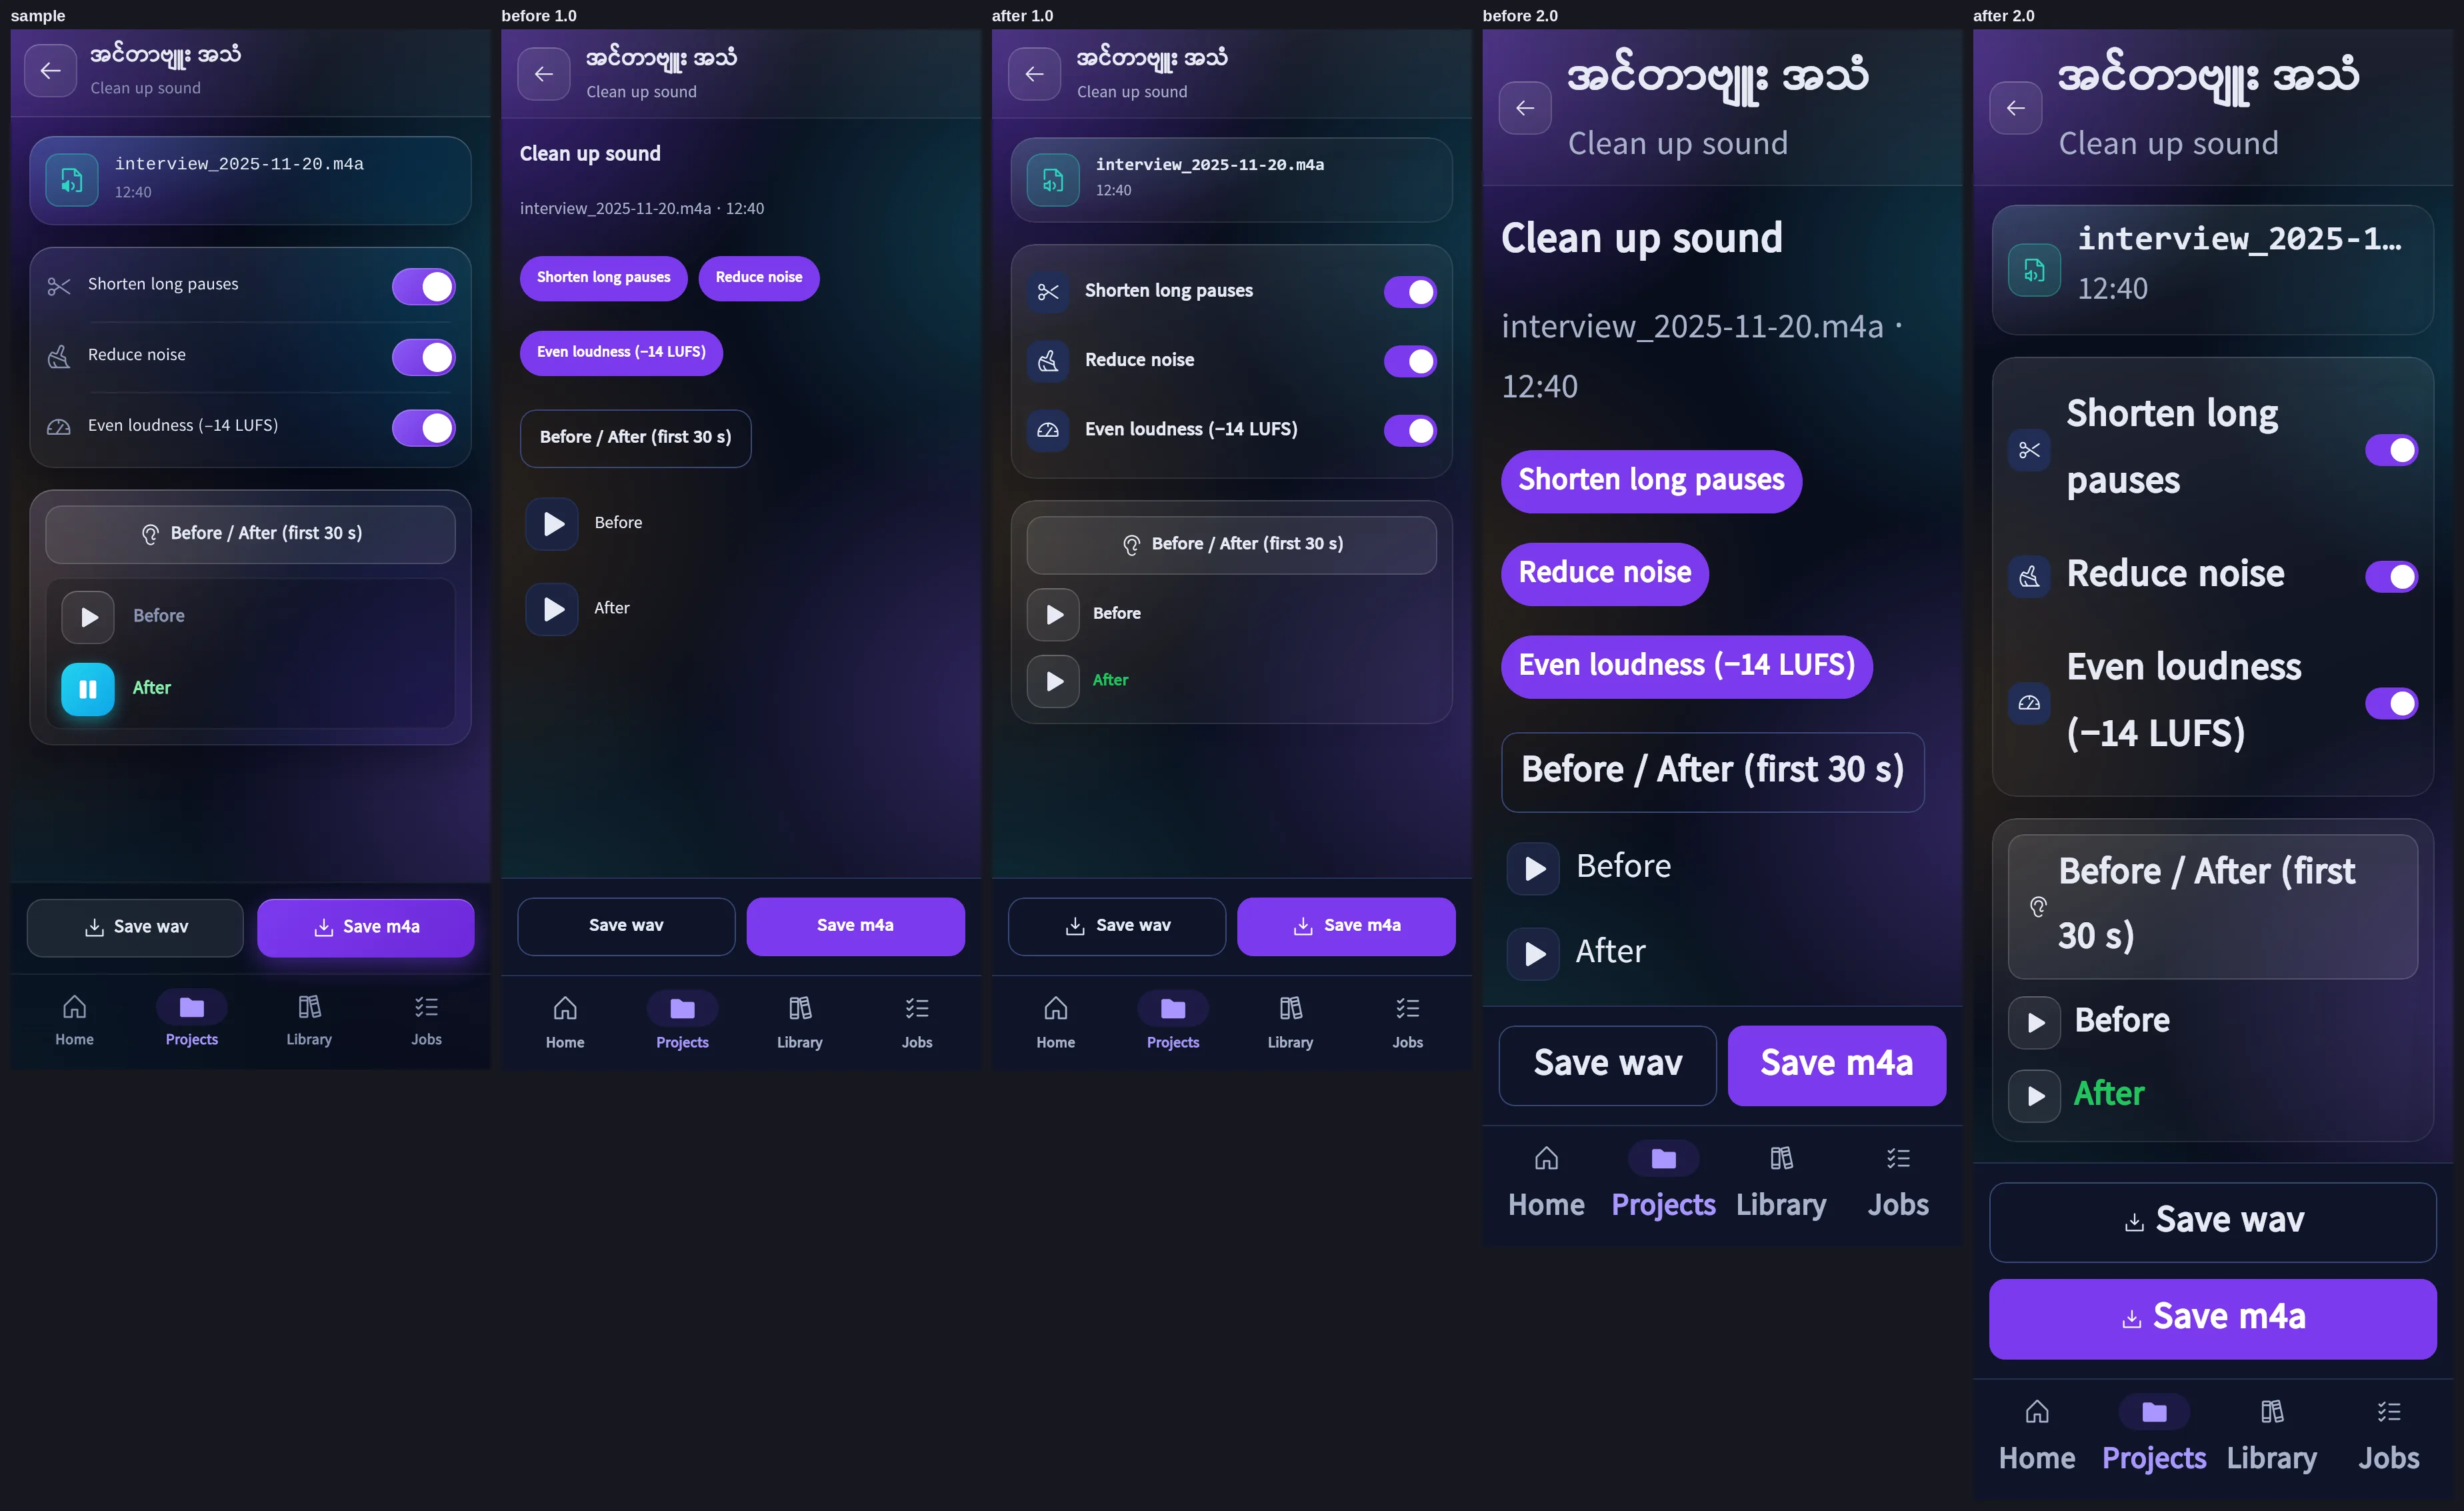 sample
အင်တာဗျူး အသံ
Clean up sound
interview_2025-11-20.m4a
12:40
Shorten long pauses
Reduce noise
Even loudness (−14 LUFS)
Before / After (first 30 s)
Before
After
Save wav
Save m4a
Home
Projects
Library
Jobs
before 1.0
အင်တာဗျူး အသံ
Clean up sound
Clean up sound
interview_2025-11-20.m4a · 12:40
Shorten long pauses
Reduce noise
Even loudness (−14 LUFS)
Before / After (first 30 s)
Before
After
Save wav
Save m4a
Home
Projects
Library
Jobs
after 1.0
အင်တာဗျူး အသံ
Clean up sound
interview_2025-11-20.m4a
12:40
Shorten long pauses
Reduce noise
Even loudness (−14 LUFS)
Before / After (first 30 s)
Before
After
Save wav
Save m4a
Home
Projects
Library
Jobs
before 2.0
အင်တာဗျူး အသံ
Clean up sound
Clean up sound
interview_2025-11-20.m4a ·
12:40
Shorten long pauses
Reduce noise
Even loudness (−14 LUFS)
Before / After (first 30 s)
Before
After
Save wav
Save m4a
Home
Projects
Library
Jobs
after 2.0
အင်တာဗျူး အသံ
Clean up sound
interview_2025-1…
12:40
Shorten long
pauses
Reduce noise
Even loudness
(−14 LUFS)
Before / After (first
30 s)
Before
After
Save wav
Save m4a
Home
Projects
Library
Jobs